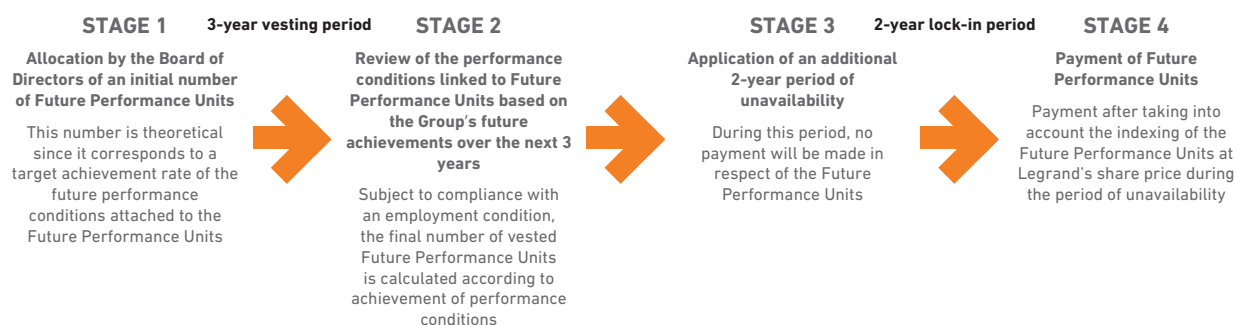 STAGE 1
3-year vesting period
Allocation by the Board of
Directors of an initial number
of Future Performance Units
This number is theoretical
since it corresponds to a
target achievement rate of the
future performance
conditions attached to the
Future Performance Units
STAGE 2
Review of the performance
conditions linked to Future
Performance Units based on
the Group's future
achievements over the next 3
years
Subject to compliance with
an employment condition,
the final number of vested
Future Performance Units
is calculated according to
achievement of performance
conditions
STAGE 3
2-year lock-in period
Application of an additional
2-year period of
unavailability
During this period, no
payment will be made in
respect of the Future
Performance Units
STAGE 4
Payment of Future
Performance Units
Payment after taking into
account the indexing of the
Future Performance Units at
Legrand's share price during
the period of unavailability